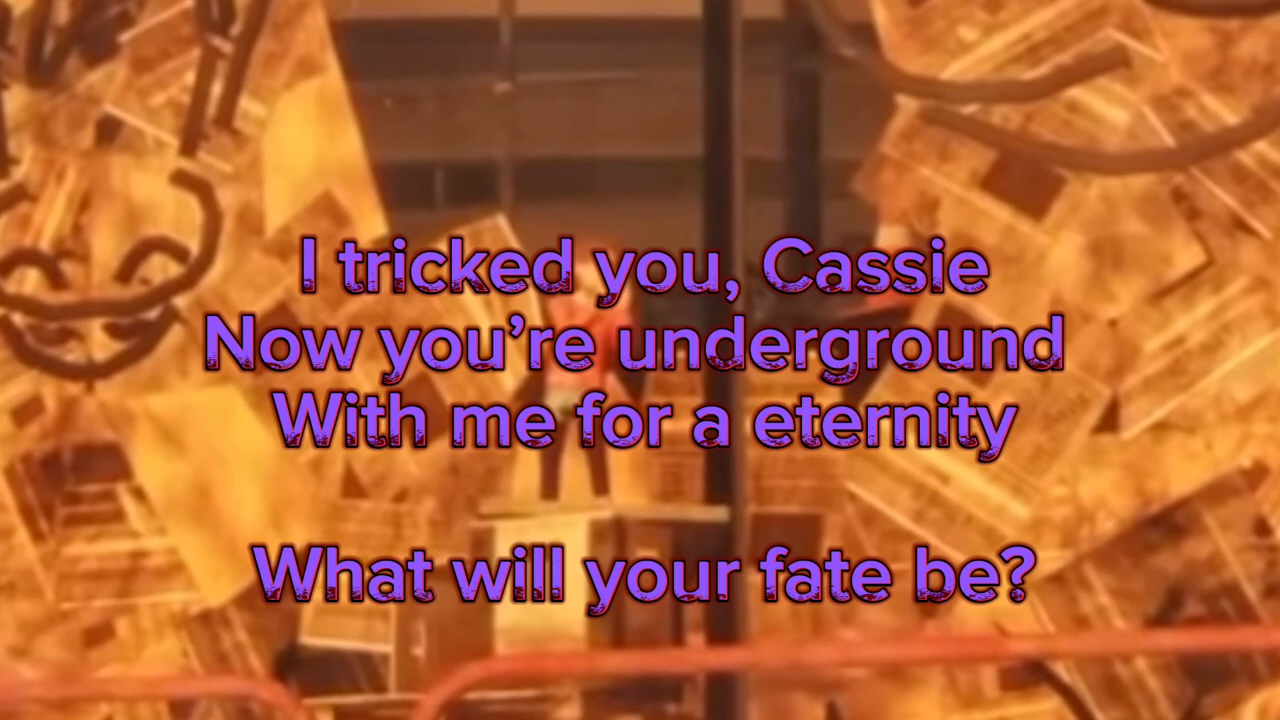 I tricked you, Cassie
Now you’re underground
With me for a eternity
What will your fate be?